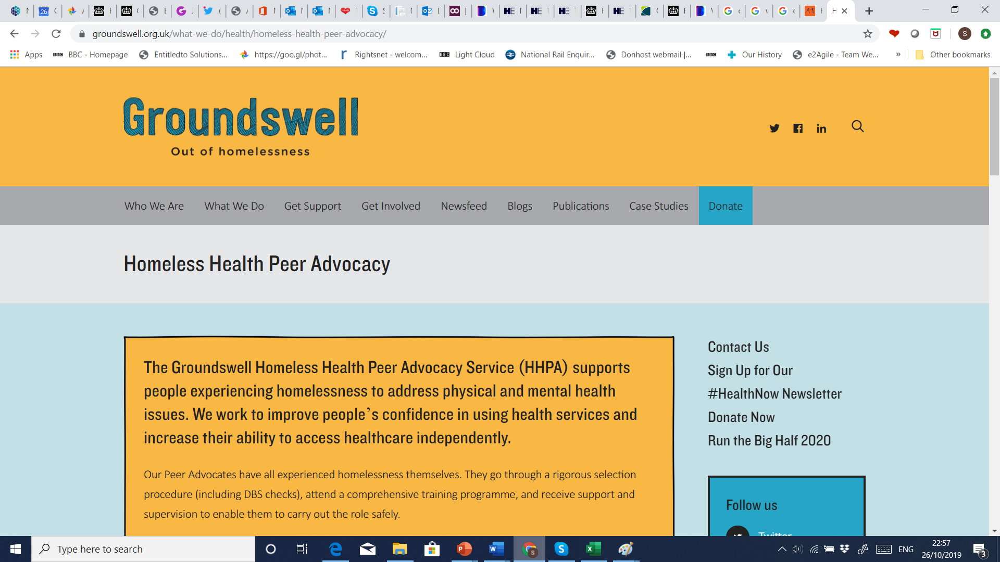 26
groundswell.org.uk/what-we-do/health/homeless-health-peer-advocacy/
S
Apps BBC - Homepage Entitledto Solutions... https://goo.gl/phot... Rightsnet - welcom... Light Cloud National Rail Enquir... Donhost webmail |... Our History e2Agile - Team We... » Other bookmarks
Groundswell
Out of homelessness
Who We Are What We Do Get Support Get Involved Newsfeed Blogs Publications Case Studies Donate
Homeless Health Peer Advocacy
The Groundswell Homeless Health Peer Advocacy Service (HHPA) supports
people experiencing homelessness to address physical and mental health
issues. We work to improve people’s confidence in using health services and
increase their ability to access healthcare independently.
Our Peer Advocates have all experienced homelessness themselves. They go through a rigorous selection
procedure (including DBS checks), attend a comprehensive training programme, and receive support and
supervision to enable them to carry out the role safely.
Contact Us
Sign Up for Our
#HealthNow Newsletter
Donate Now
Run the Big Half 2020
Follow us
Twitter
Type here to search
ENG
22:57
26/10/2019
3